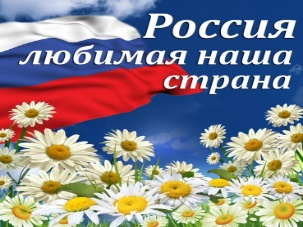 Россия
любимая наша
страна